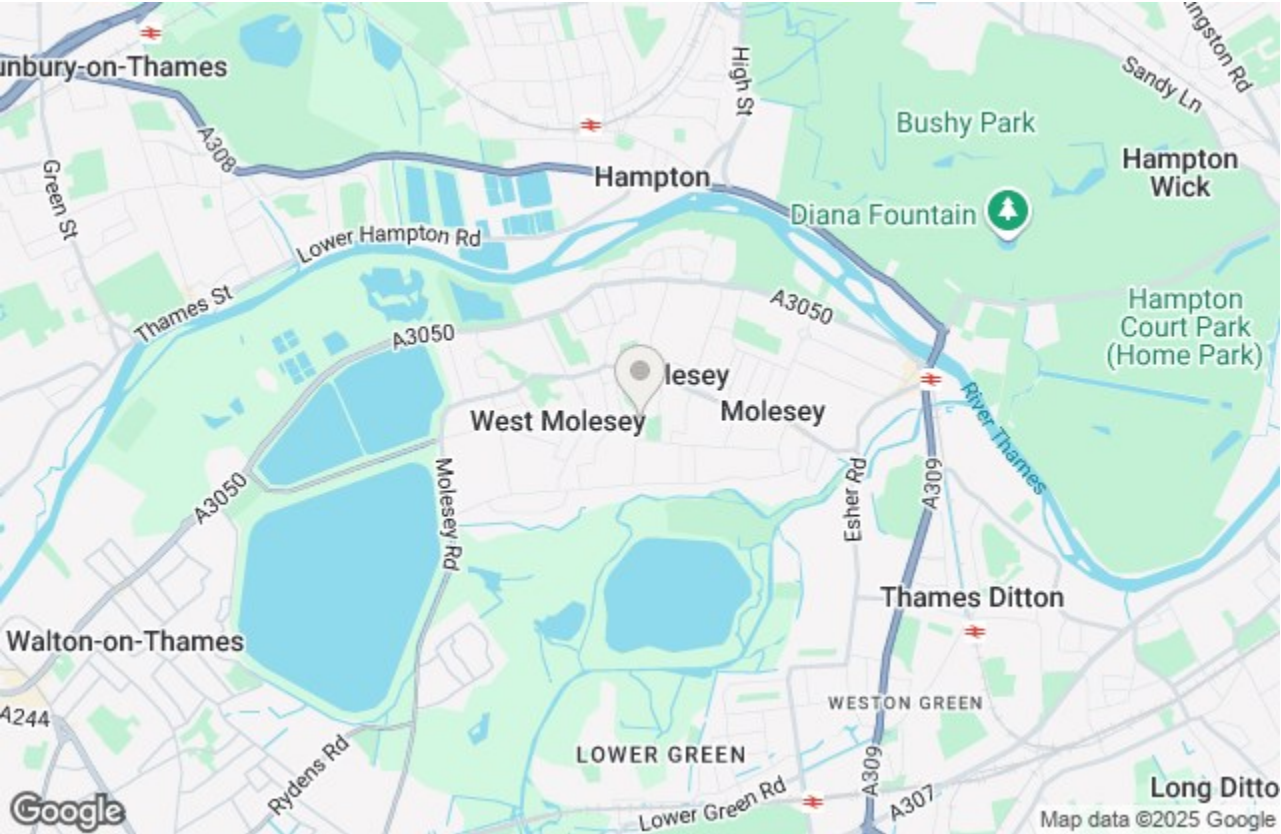 unbury-on-Thames
A308
Green St
High St
ingston Rd
Sandy Ln
Bushy Park
Hampton
Wick
Hampton
Diana Fountain
Lower Hampton Rd
Thames St
A3050
A3050
Hampton
Court Park
(Home Park)
lesey
West Molesey
Molesey
River Thames
A3050
Molesey Rd
Esher Rd
A309
Thames Ditton
Walton-on-Thames
A244
WESTON GREEN
Rydens Rd
LOWER GREEN
A309
Lower Green Rd
A307
Long Ditto
Google
Map data ©2025 Google